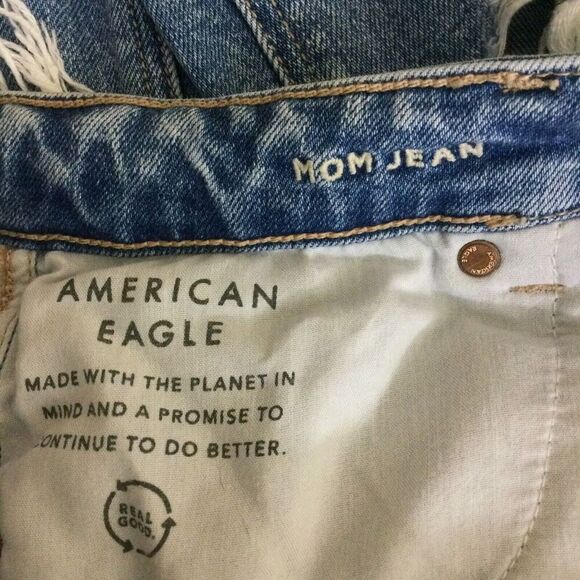 MOM JEAN
AMERICAN
EAGLE
MADE WITH THE PLANET IN
MIND AND A PROMISE TO
CONTINUE TO DO BETTER.
REAL
GOOD.